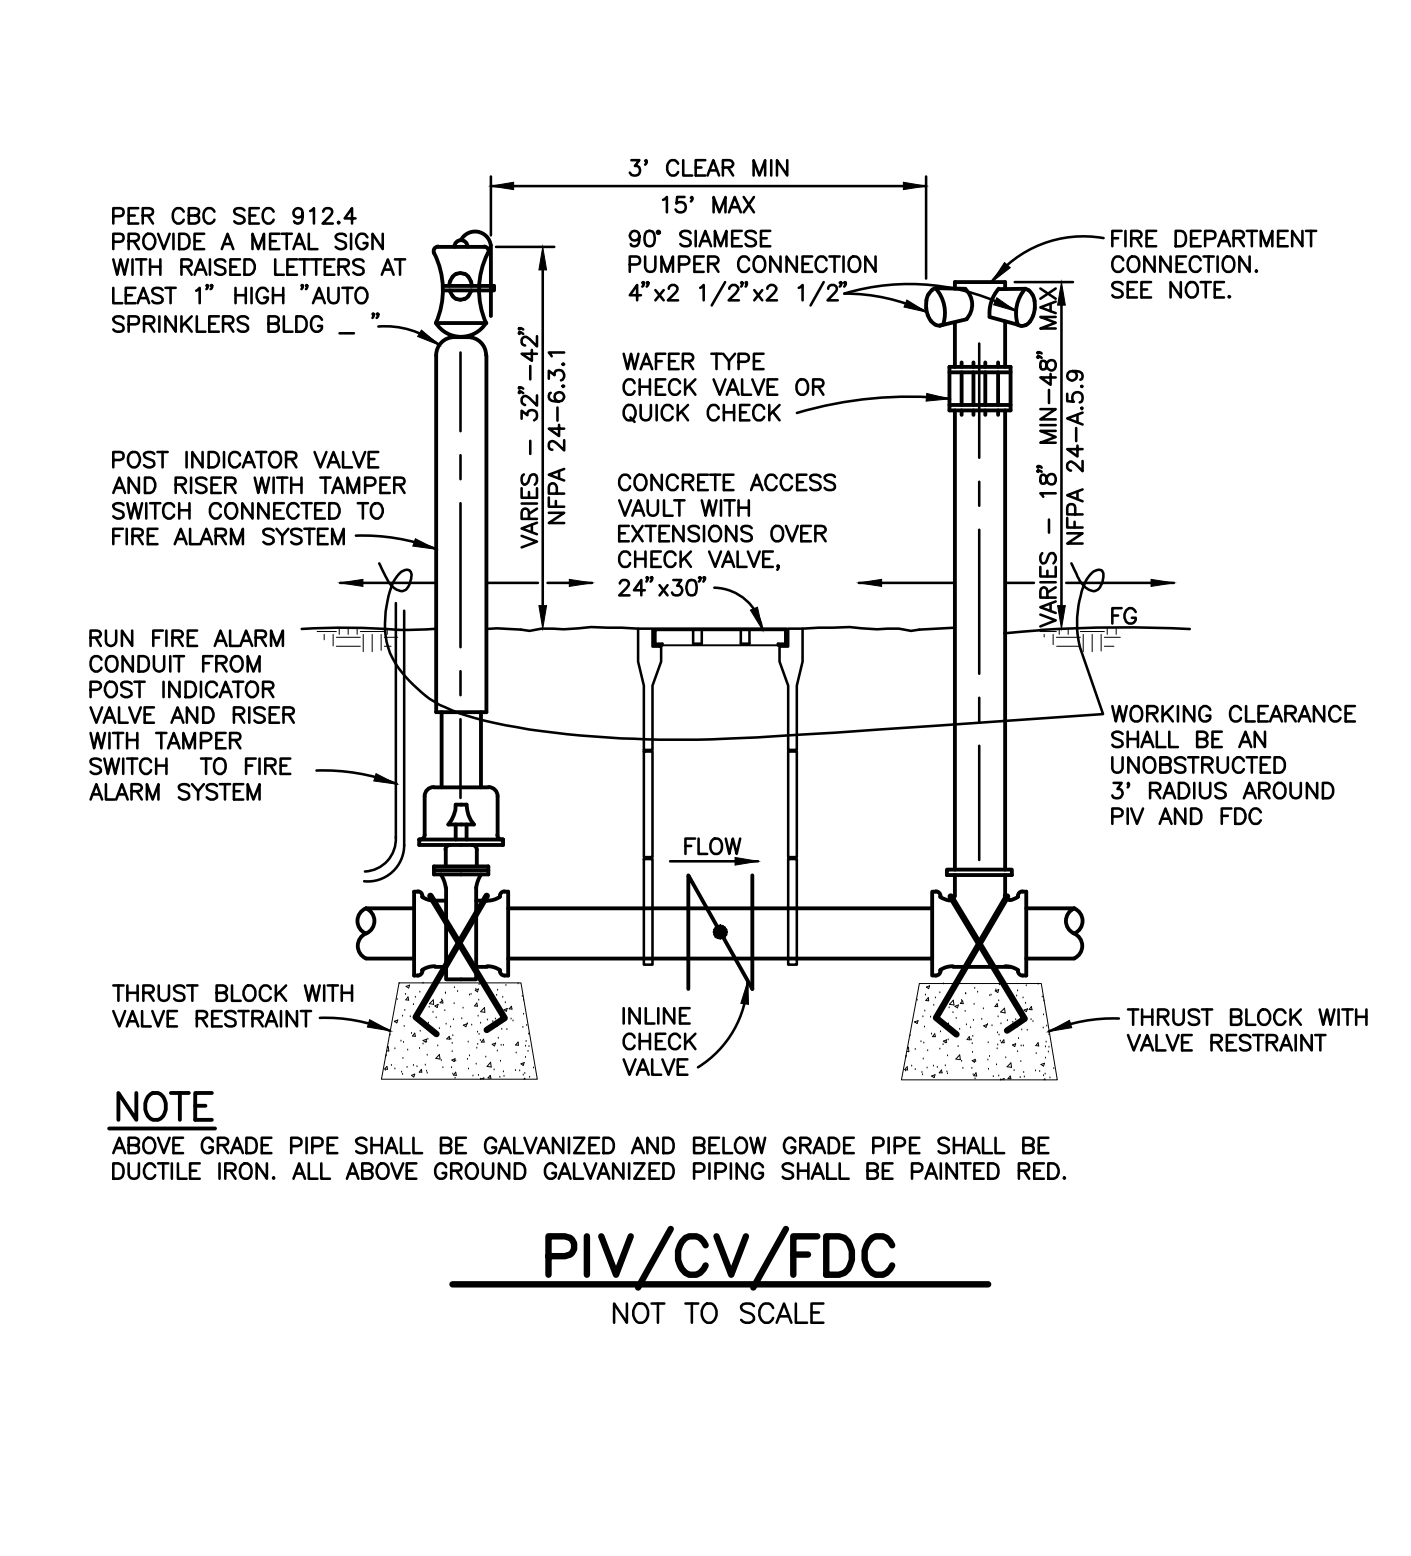 3' CLEAR MIN
15' MAX
PER CBC SEC 912.4
PROVIDE A METAL SIGN
WITH RAISED LETTERS AT
LEAST 1" HIGH "AUTO
SPRINKLERS BLDG _ "
90° SIAMESE
PUMPER CONNECTION
4"x2 1/2"x2 1/2"
FIRE DEPARTMENT
CONNECTION.
SEE NOTE.
VARIES - 32"-42"
NFPA 24-6.3.1
WAFER TYPE
CHECK VALVE OR
QUICK CHECK
VARIES - 18" MIN-48" MAX
NFPA 24-A.5.9
POST INDICATOR VALVE
AND RISER WITH TAMPER
SWITCH CONNECTED TO
FIRE ALARM SYSTEM
CONCRETE ACCESS
VAULT WITH
EXTENSIONS OVER
CHECK VALVE,
24"x30"
FG
RUN FIRE ALARM
CONDUIT FROM
POST INDICATOR
VALVE AND RISER
WITH TAMPER
SWITCH TO FIRE
ALARM SYSTEM
WORKING CLEARANCE
SHALL BE AN
UNOBSTRUCTED
3' RADIUS AROUND
PIV AND FDC
FLOW
THRUST BLOCK WITH
VALVE RESTRAINT
INLINE
CHECK
VALVE
THRUST BLOCK WITH
VALVE RESTRAINT
NOTE
ABOVE GRADE PIPE SHALL BE GALVANIZED AND BELOW GRADE PIPE SHALL BE
DUCTILE IRON. ALL ABOVE GROUND GALVANIZED PIPING SHALL BE PAINTED RED.
PIV/CV/FDC
NOT TO SCALE